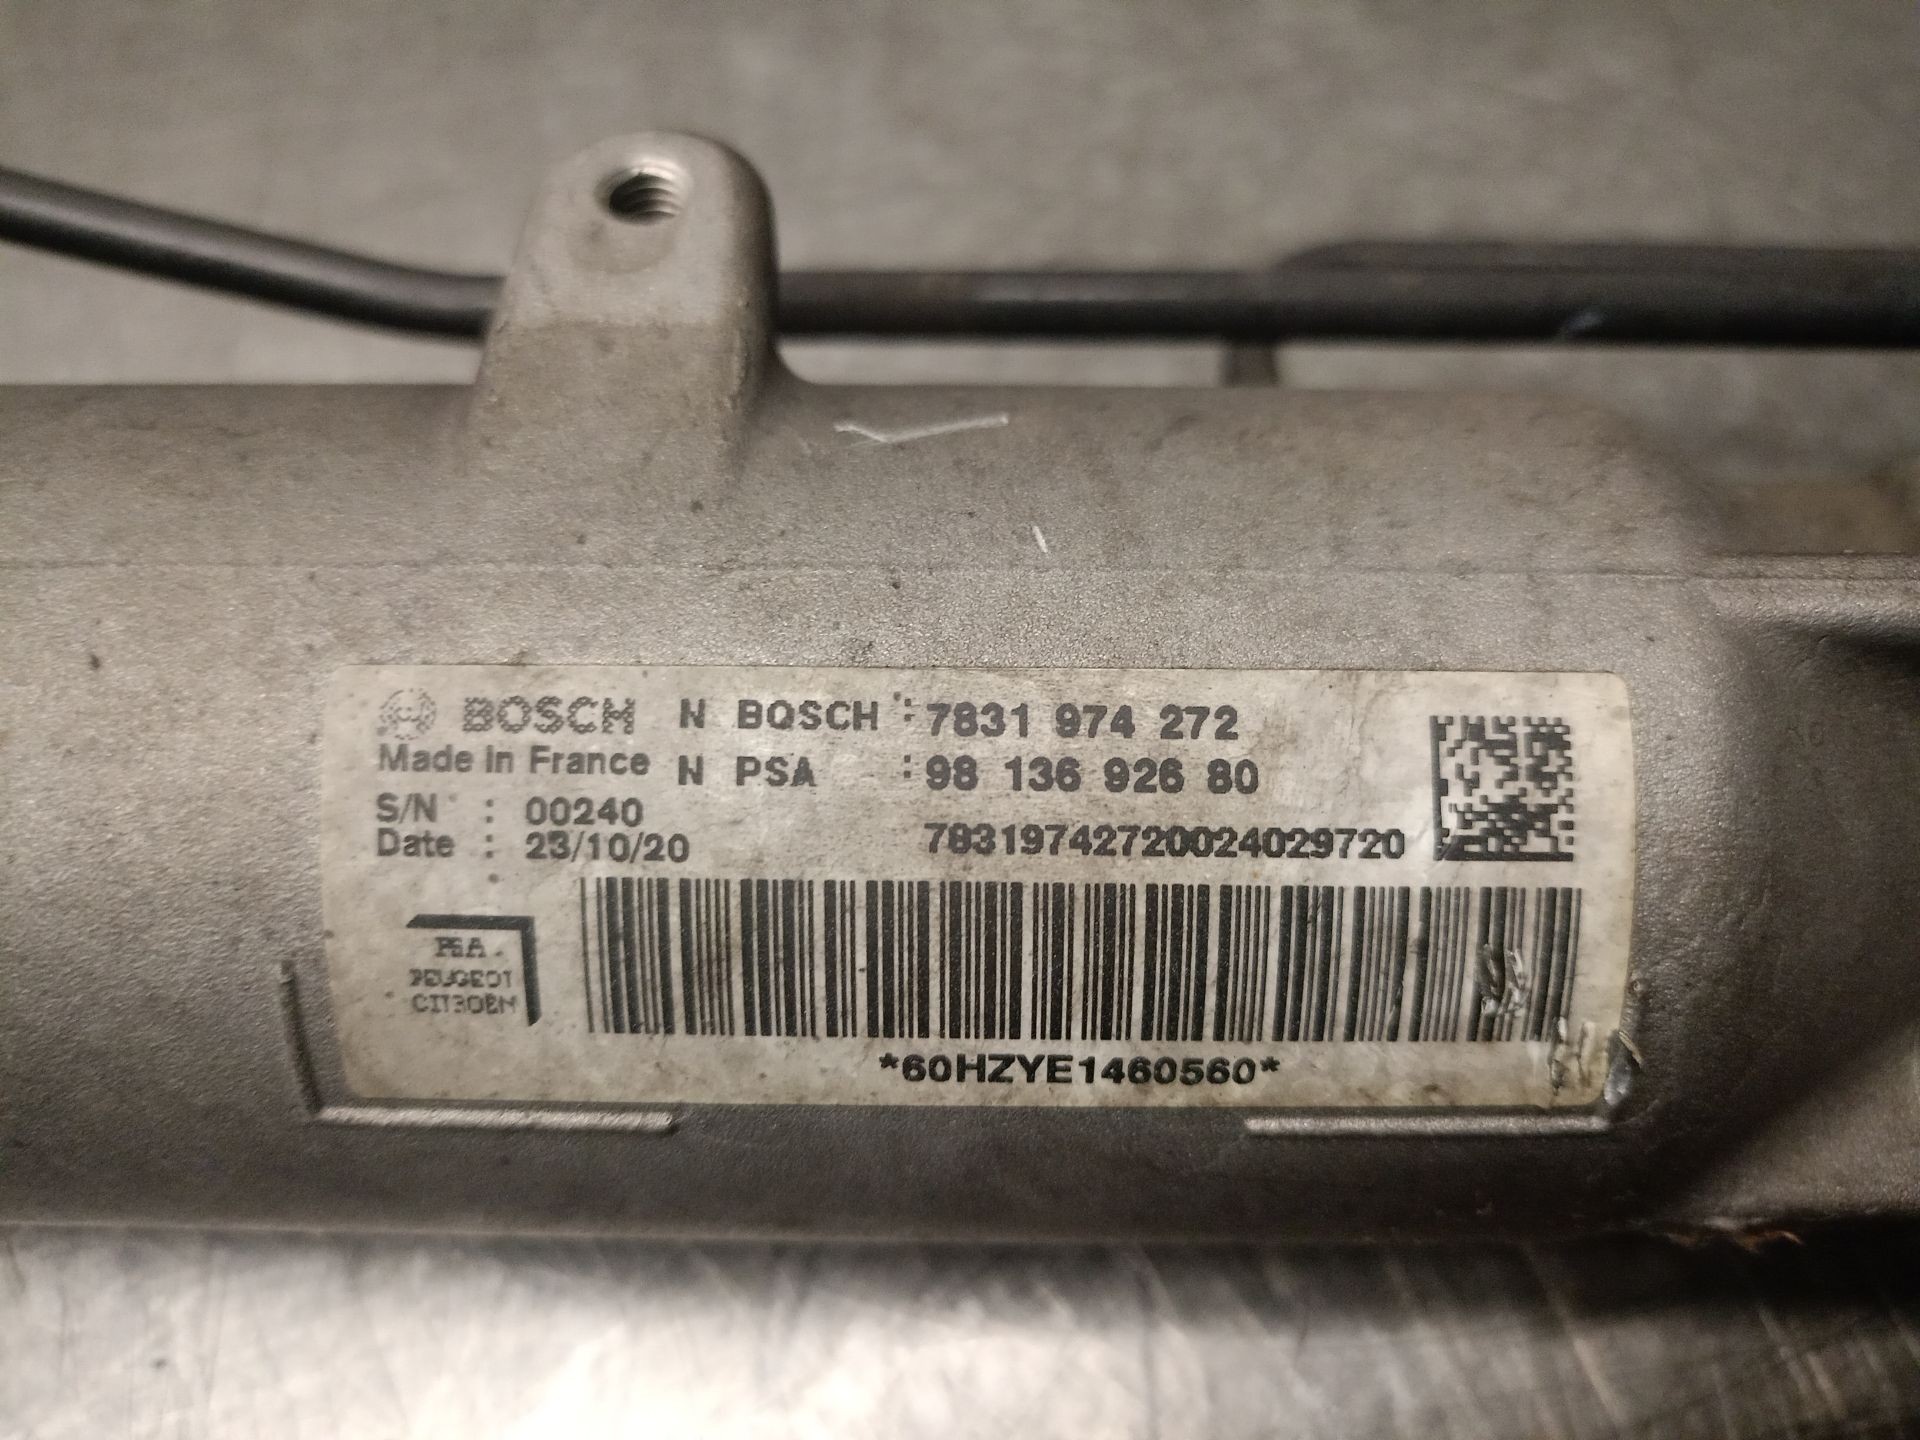 BOSCH N BOSCH : 7831 974 272
Made in France N PSA : 98 136 926 80
S/N : 00240
Date : 23/10/20 78319742720024029720
PSA
PEUGEOT
CITROEN
*60HZYE1460560*